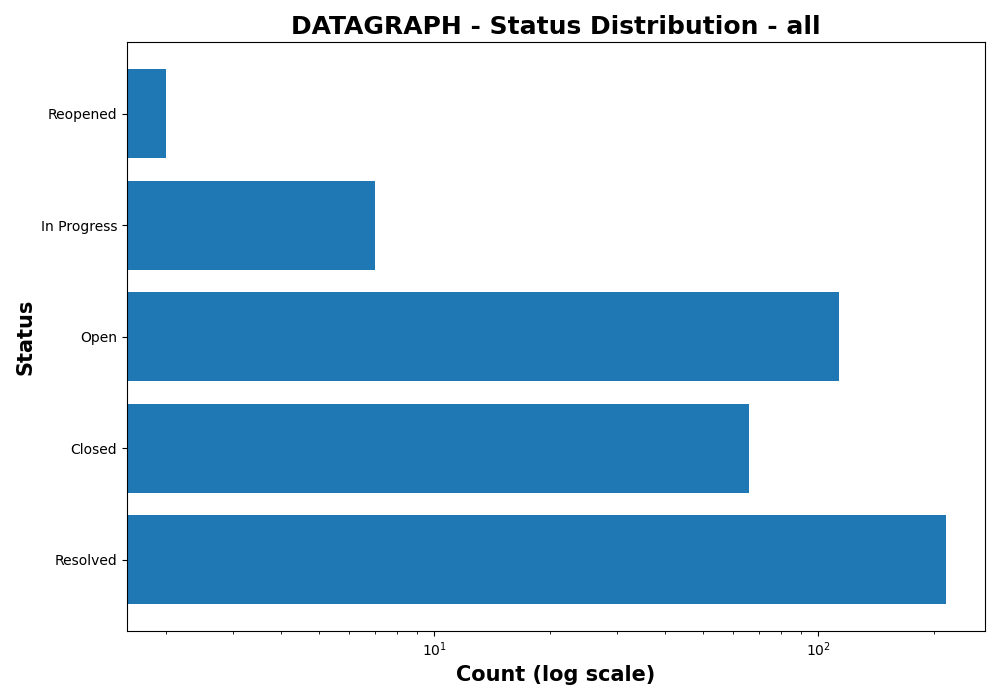 DATAGRAPH - Status Distribution - all
Status
Reopened
In Progress
Open
Closed
Resolved
10¹
10²
Count (log scale)